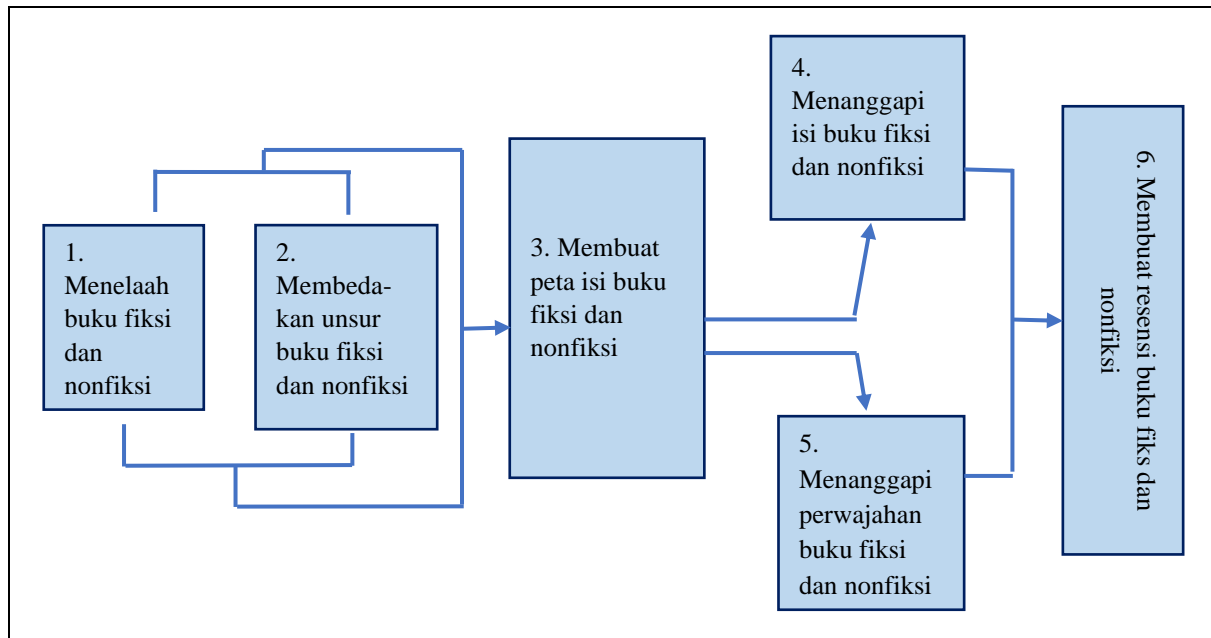 1.
Menelaah
buku fiksi
dan
nonfiksi
2.
Membeda-
kan unsur
buku fiksi
dan nonfiksi
3. Membuat
peta isi buku
fiksi dan
nonfiksi
4.
Menanggapi
isi buku fiksi
dan nonfiksi
5.
Menanggapi
perwajahan
buku fiksi
dan nonfiksi
6. Membuat resensi buku fiks dan
nonfiksi